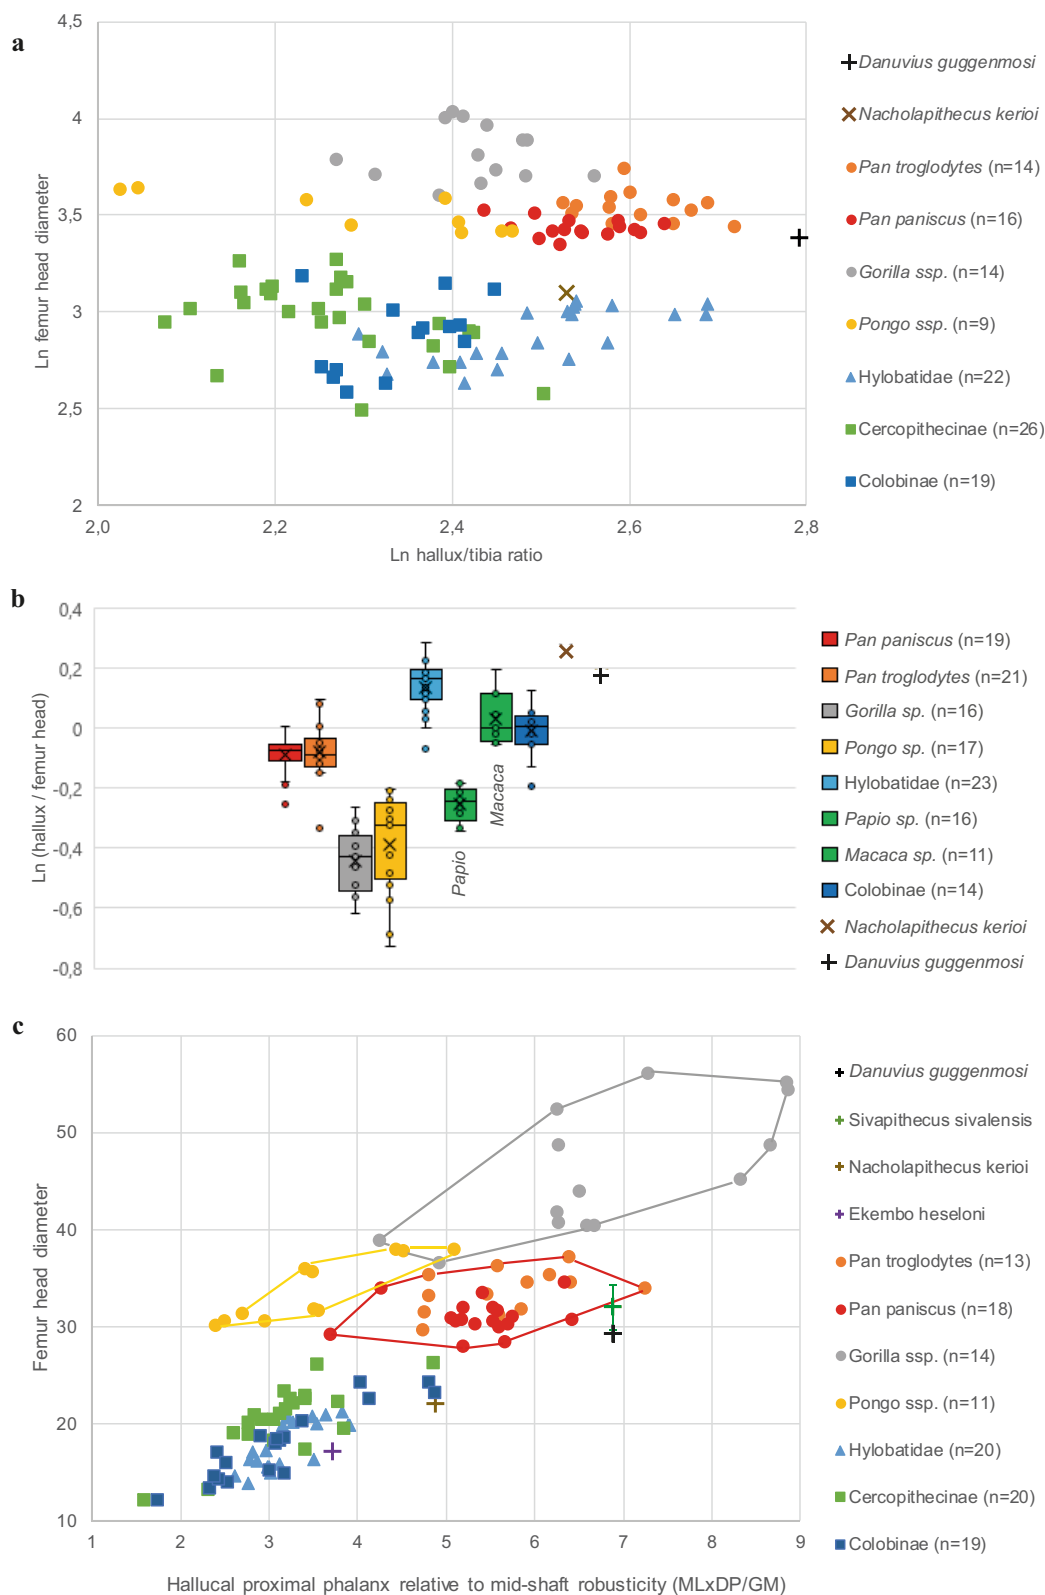 a
4,5
4
3,5
3
2,5
2
2,0
2,2
2,4
2,6
2,8
Ln femur head diameter
Ln hallux/tibia ratio
Danuvius guggenmosi
Nacholapithecus kerioi
Pan troglodytes (n=14)
Pan paniscus (n=16)
Gorilla ssp. (n=14)
Pongo ssp. (n=9)
Hylobatidae (n=22)
Cercopithecinae (n=26)
Colobinae (n=19)
b
0,4
0,2
0
-0,2
-0,4
-0,6
-0,8
Ln (hallux / femur head)
Papio
Macaca
Pan paniscus (n=19)
Pan troglodytes (n=21)
Gorilla sp. (n=16)
Pongo sp. (n=17)
Hylobatidae (n=23)
Papio sp. (n=16)
Macaca sp. (n=11)
Colobinae (n=14)
Nacholapithecus kerioi
Danuvius guggenmosi
c
60
50
40
30
20
10
1
2
3
4
5
6
7
8
9
Femur head diameter
Hallucal proximal phalanx relative to mid-shaft robusticity (MLxDP/GM)
Danuvius guggenmosi
Sivapithecus sivalensis
Nacholapithecus kerioi
Ekembo heseloni
Pan troglodytes (n=13)
Pan paniscus (n=18)
Gorilla ssp. (n=14)
Pongo ssp. (n=11)
Hylobatidae (n=20)
Cercopithecinae (n=20)
Colobinae (n=19)